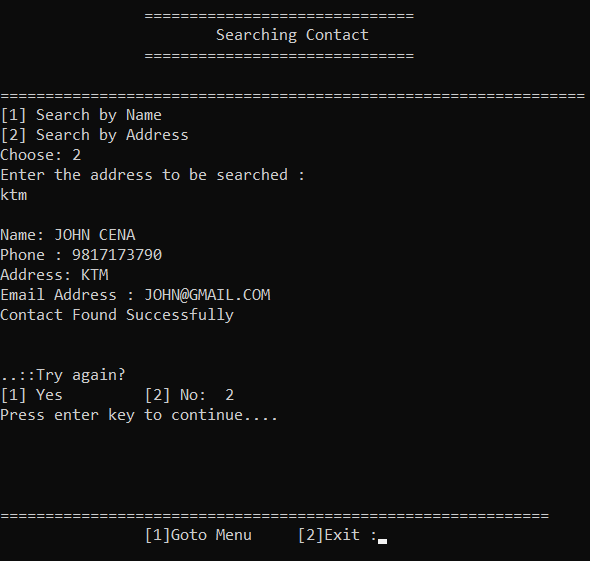 ==============================
Searching Contact
==============================
=================================================================
[1] Search by Name
[2] Search by Address
Choose: 2
Enter the address to be searched :
ktm
Name: JOHN CENA
Phone : 9817173790
Address: KTM
Email Address : JOHN@GMAIL.COM
Contact Found Successfully
..::Try again?
[1] Yes         [2] No:  2
Press enter key to continue....
=============================================================
[1]Goto Menu     [2]Exit :